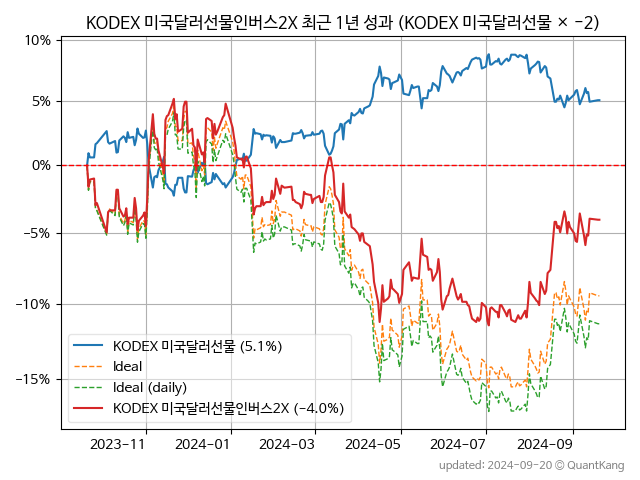 KODEX 미국달러선물인버스2X 최근 1년 성과 (KODEX 미국달러선물 × −2)
10%
5%
0%
−5%
−10%
−15%
KODEX 미국달러선물 (5.1%)
Ideal
Ideal (daily)
KODEX 미국달러선물인버스2X (−4.0%)
2023-11 2024-01 2024-03 2024-05 2024-07 2024-09
updated: 2024-09-20 © QuantKang